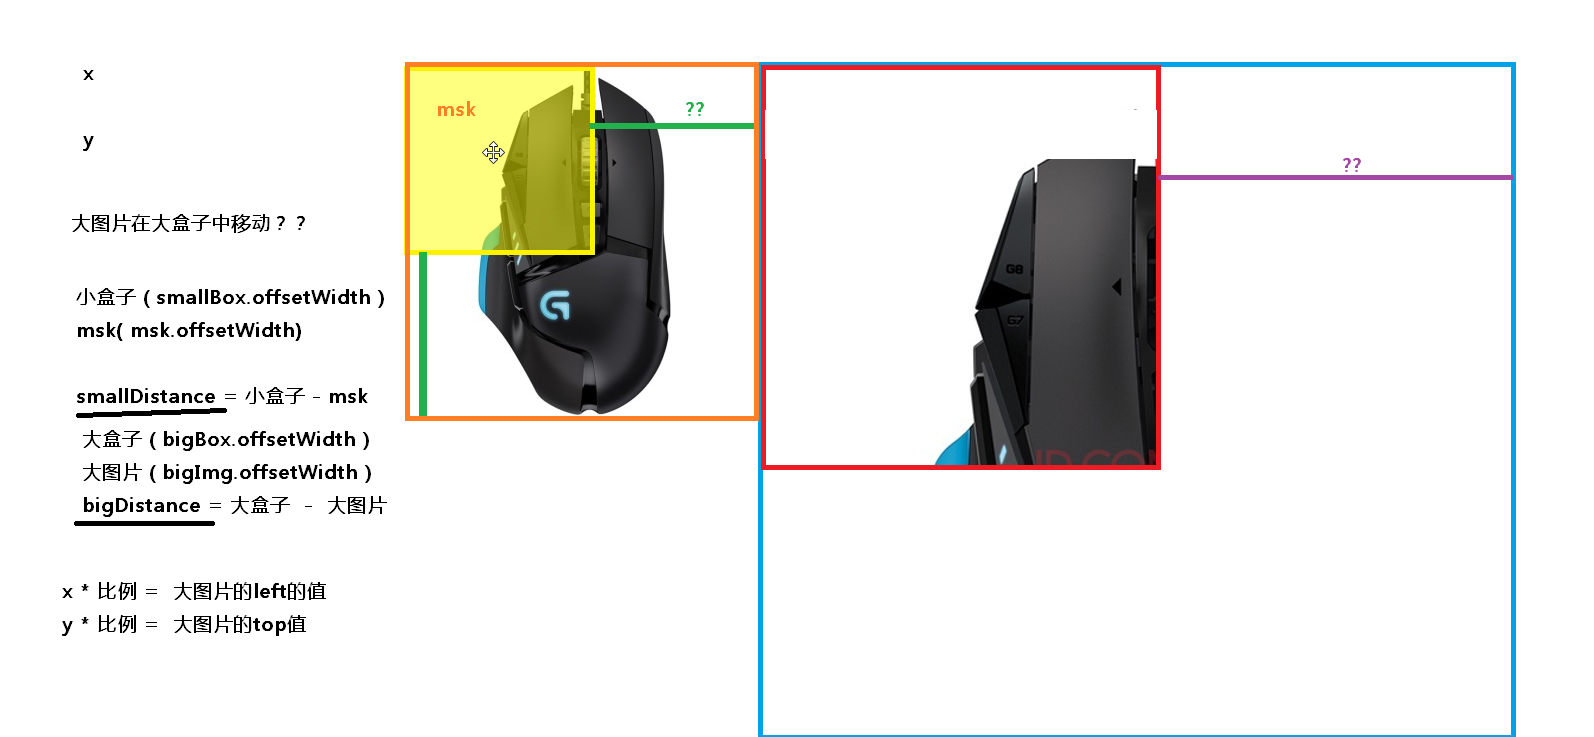 x
y
大图片在大盒子中移动？？
小盒子（smallBox.offsetWidth）
msk( msk.offsetWidth)
smallDistance = 小盒子 - msk
大盒子（bigBox.offsetWidth）
大图片（bigImg.offsetWidth）
bigDistance = 大盒子 - 大图片
x * 比例 = 大图片的left的值
y * 比例 = 大图片的top值
msk
??
G
G8
G7
??